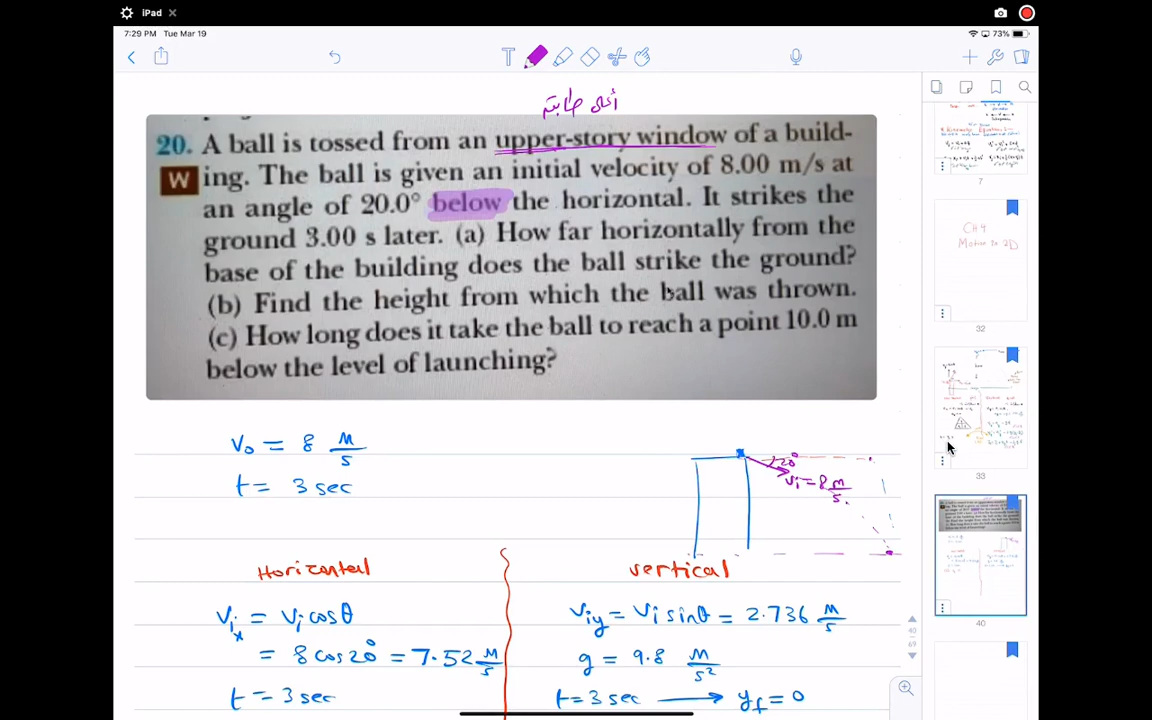 iPad
7:29 PM Tue Mar 19
73%
20. A ball is tossed from an upper-story window of a build-
W ing. The ball is given an initial velocity of 8.00 m/s at
an angle of 20.0° below the horizontal. It strikes the
ground 3.00 s later. (a) How far horizontally from the
base of the building does the ball strike the ground?
(b) Find the height from which the ball was thrown.
(c) How long does it take the ball to reach a point 10.0 m
below the level of launching?
V₀ = 8 M/S
t = 3 sec
20°
Vi = 8 M/S
Horizontal
Vix = Vi cosθ
= 8 cos20° = 7.52 M/S
t = 3 sec
vertical
Viy = Vi sinθ = 2.736 M/S
g = 9.8 M/S²
t = 3 sec → yf = 0
7
CH 4
Motion in 2D
32
33
40
40
69